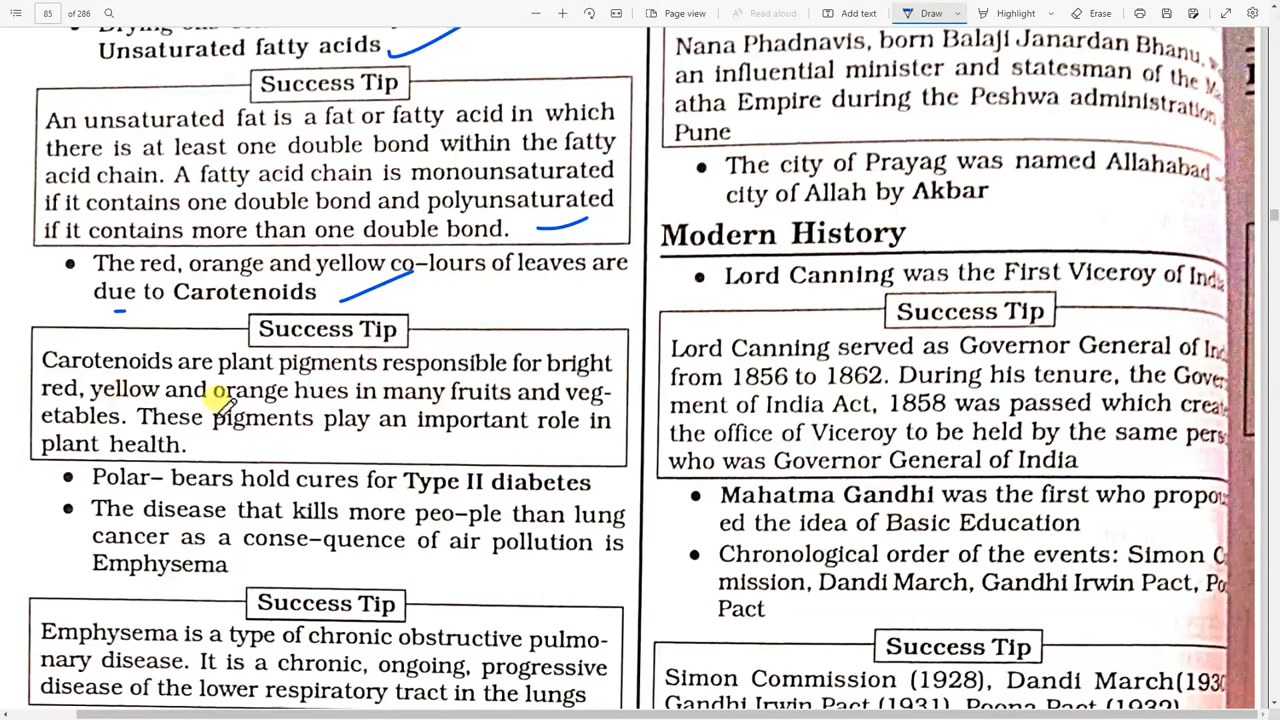 85 of 286
Page view
Read aloud
Add text
Draw
Highlight
Erase
Unsaturated fatty acids
Success Tip
An unsaturated fat is a fat or fatty acid in which
there is at least one double bond within the fatty
acid chain. A fatty acid chain is monounsaturated
if it contains one double bond and polyunsaturated
if it contains more than one double bond.
• The red, orange and yellow co-lours of leaves are
due to Carotenoids
Success Tip
Carotenoids are plant pigments responsible for bright
red, yellow and orange hues in many fruits and veg-
etables. These pigments play an important role in
plant health.
• Polar- bears hold cures for Type II diabetes
• The disease that kills more peo-ple than lung
cancer as a conse-quence of air pollution is
Emphysema
Success Tip
Emphysema is a type of chronic obstructive pulmo-
nary disease. It is a chronic, ongoing, progressive
disease of the lower respiratory tract in the lungs
Nana Phadnavis, born Balaji Janardan Bhanu,
an influential minister and statesman of the
atha Empire during the Peshwa administration
Pune
• The city of Prayag was named Allahabad
city of Allah by Akbar
Modern History
• Lord Canning was the First Viceroy of
Success Tip
Lord Canning served as Governor General of
from 1856 to 1862. During his tenure, the
ment of India Act, 1858 was passed which
the office of Viceroy to be held by the same
who was Governor General of India
• Mahatma Gandhi was the first who
ed the idea of Basic Education
• Chronological order of the events: Simon
mission, Dandi March, Gandhi Irwin Pact,
Pact
Success Tip
Simon Commission (1928), Dandi March
Gandhi Irwin Pact (1931), Poona Pact (1932)